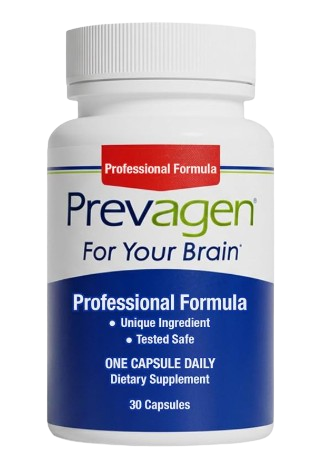 Professional Formula
Prevagen®
For Your Brain*
Professional Formula
• Unique Ingredient
• Tested Safe
ONE CAPSULE DAILY
Dietary Supplement
30 Capsules